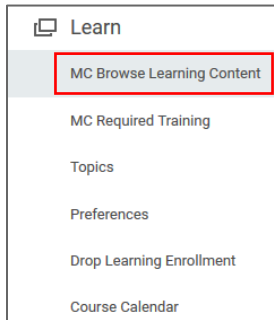 Learn
MC Browse Learning Content
MC Required Training
Topics
Preferences
Drop Learning Enrollment
Course Calendar